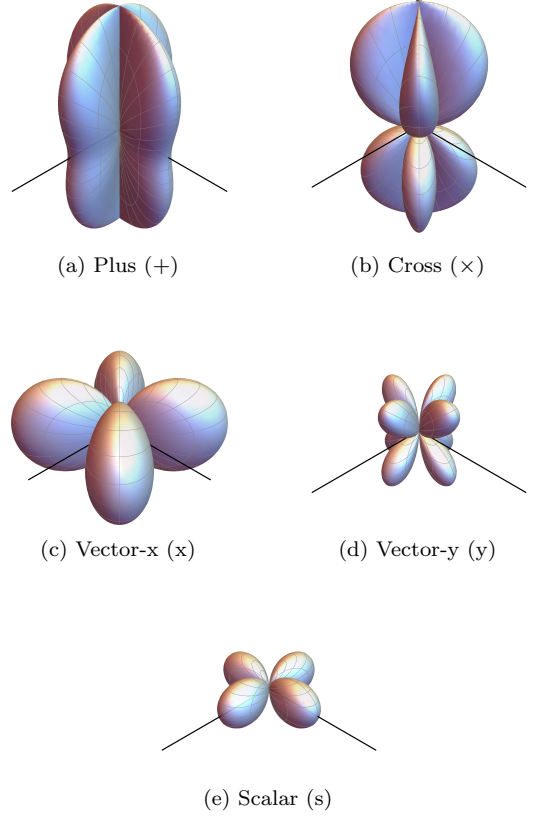 (a) Plus (+)
(b) Cross (×)
(c) Vector-x (x)
(d) Vector-y (y)
(e) Scalar (s)